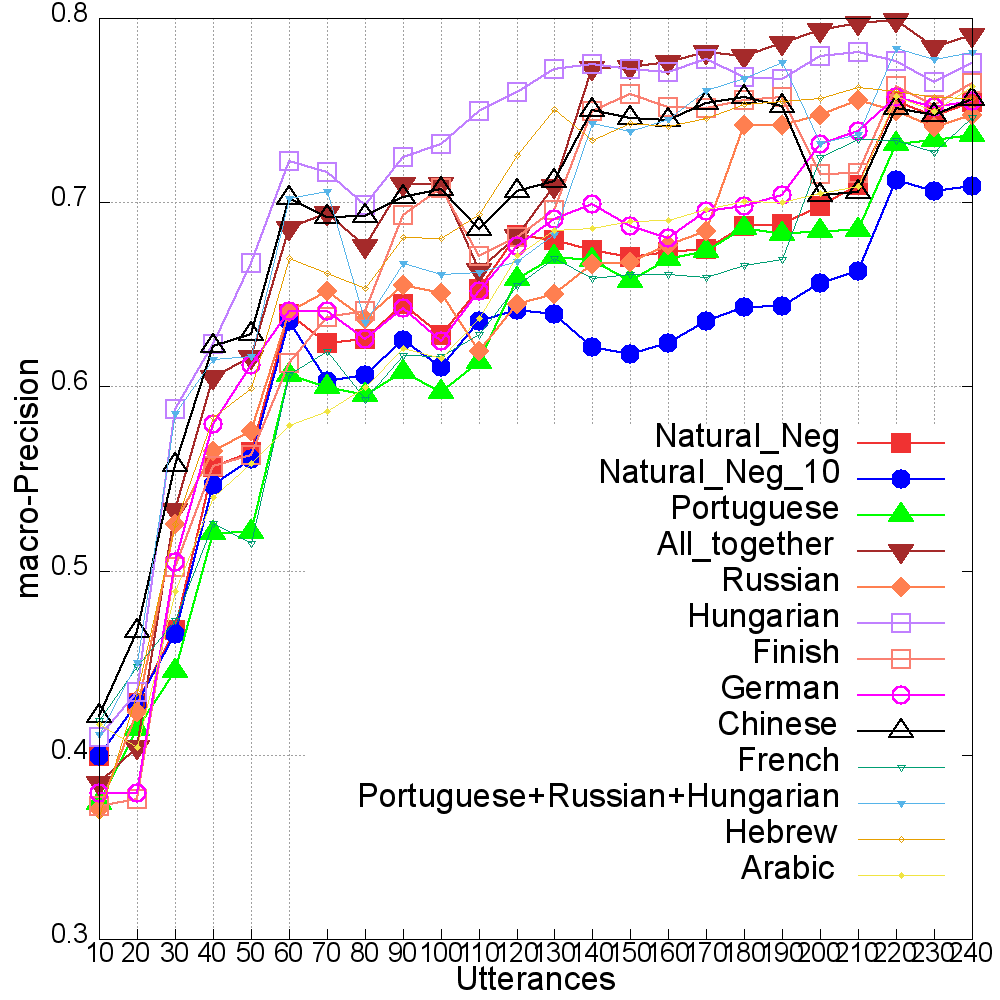 0.8
0.7
0.6
0.5
0.4
0.3
macro-Precision
Natural_Neg
Natural_Neg_10
Portuguese
All_together
Russian
Hungarian
Finish
German
Chinese
French
Portuguese+Russian+Hungarian
Hebrew
Arabic
10 20 30 40 50 60 70 80 90 100 110 120 130 140 150 160 170 180 190 200 210 220 230 240
Utterances